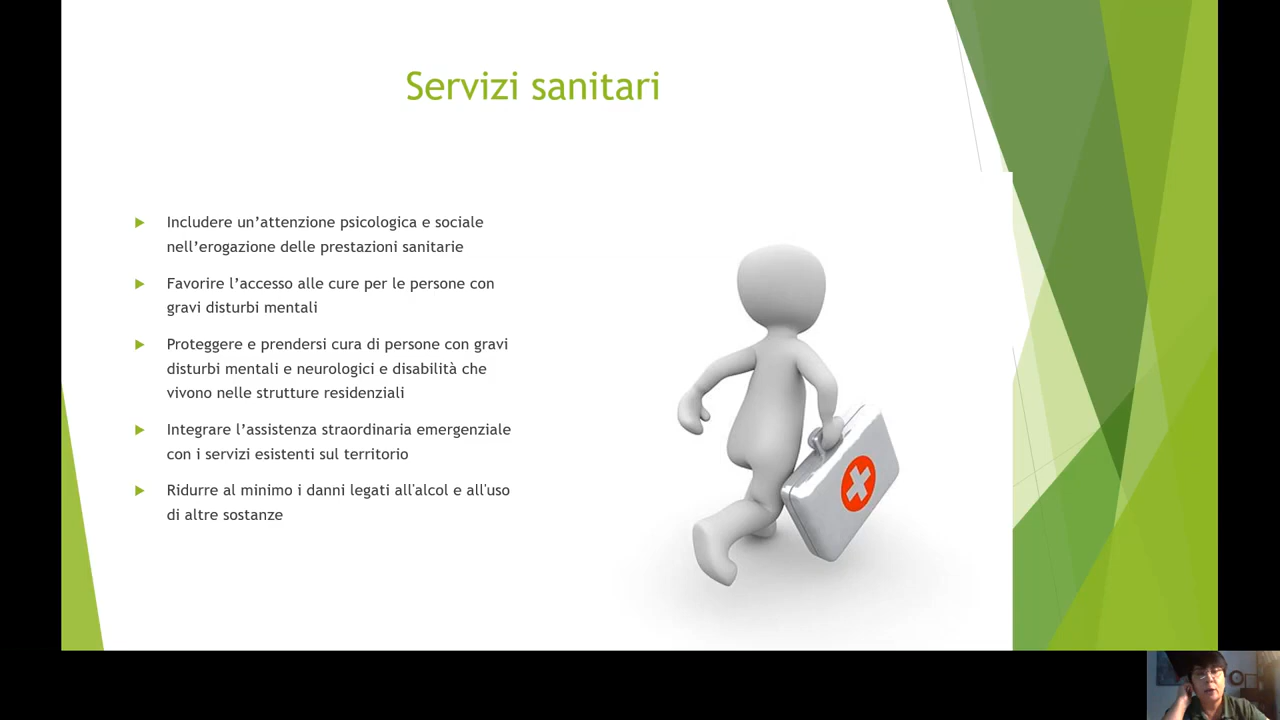 Servizi sanitari
Includere un’attenzione psicologica e sociale
nell’erogazione delle prestazioni sanitarie
Favorire l’accesso alle cure per le persone con
gravi disturbi mentali
Proteggere e prendersi cura di persone con gravi
disturbi mentali e neurologici e disabilità che
vivono nelle strutture residenziali
Integrare l’assistenza straordinaria emergenziale
con i servizi esistenti sul territorio
Ridurre al minimo i danni legati all'alcol e all'uso
di altre sostanze